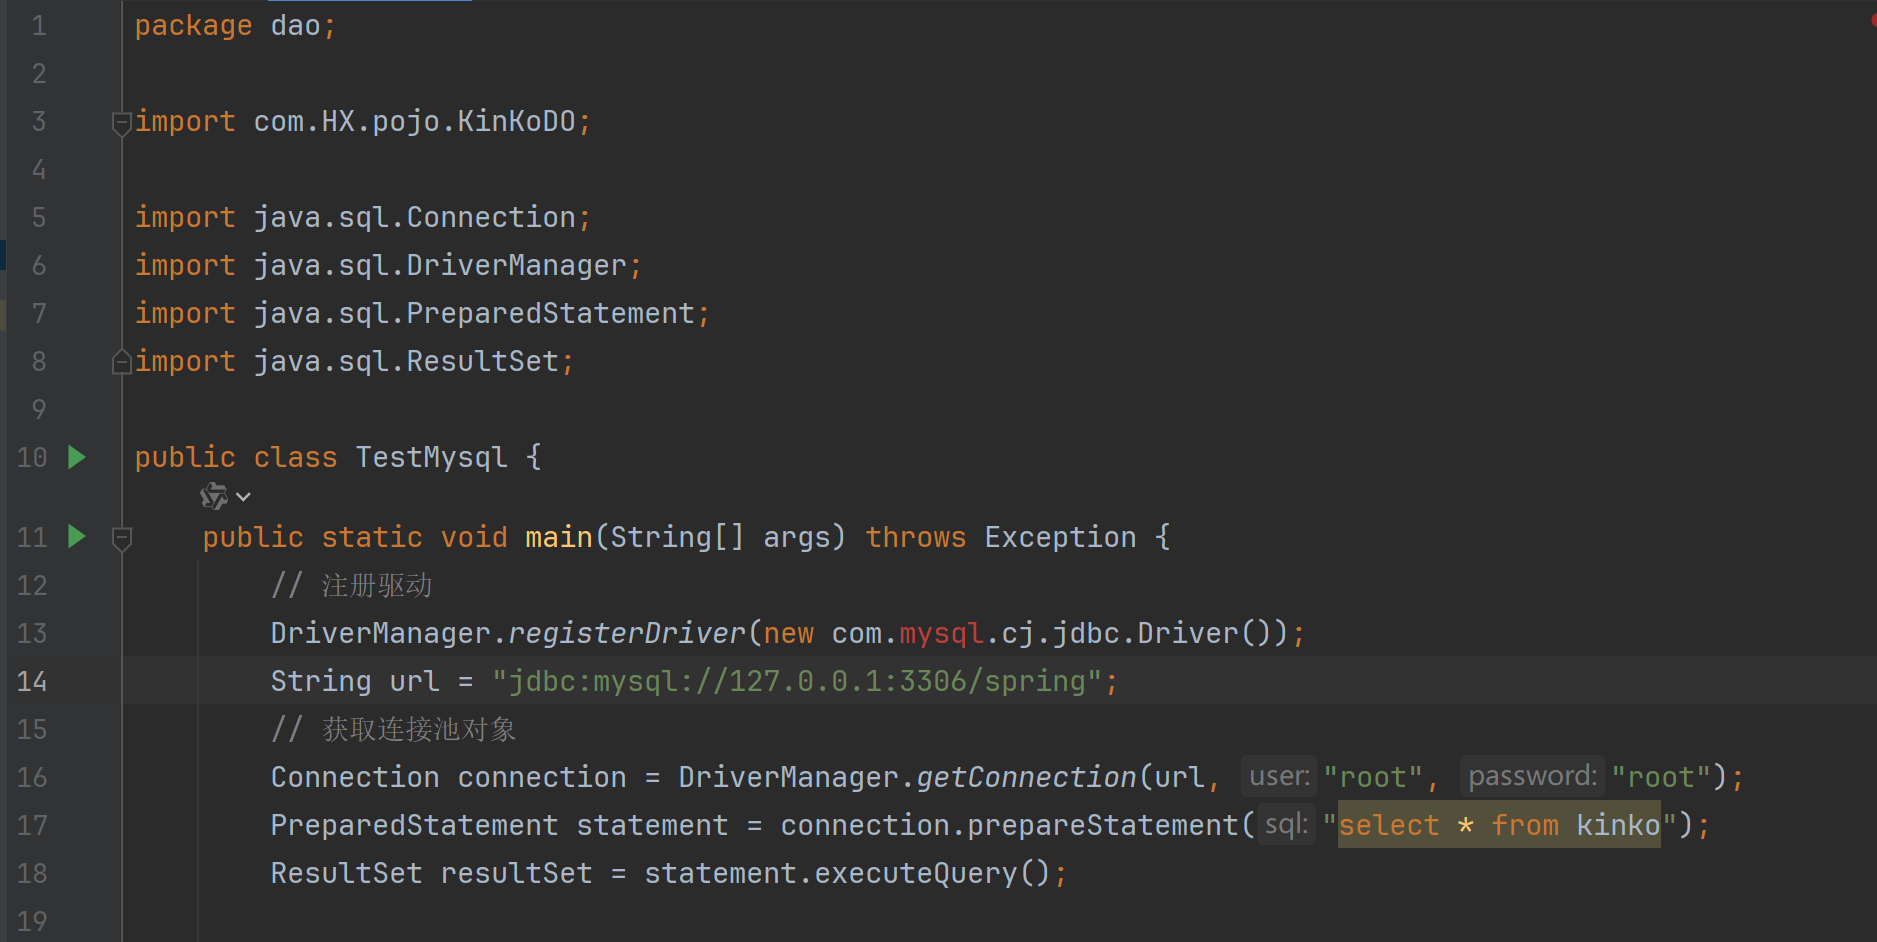 1 package dao;
2
3 import com.HX.pojo.KinKoDO;
4
5 import java.sql.Connection;
6 import java.sql.DriverManager;
7 import java.sql.PreparedStatement;
8 import java.sql.ResultSet;
9
10 public class TestMysql {
11 public static void main(String[] args) throws Exception {
12 // 注册驱动
13 DriverManager.registerDriver(new com.mysql.cj.jdbc.Driver());
14 String url = "jdbc:mysql://127.0.0.1:3306/spring";
15 // 获取连接池对象
16 Connection connection = DriverManager.getConnection(url, user: "root", password: "root");
17 PreparedStatement statement = connection.prepareStatement( sql: "select * from kinko");
18 ResultSet resultSet = statement.executeQuery();
19